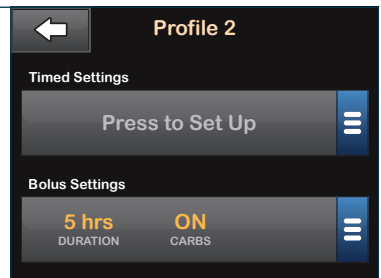 Profile 2
Timed Settings
Press to Set Up
Bolus Settings
5 hrs ON
DURATION CARBS